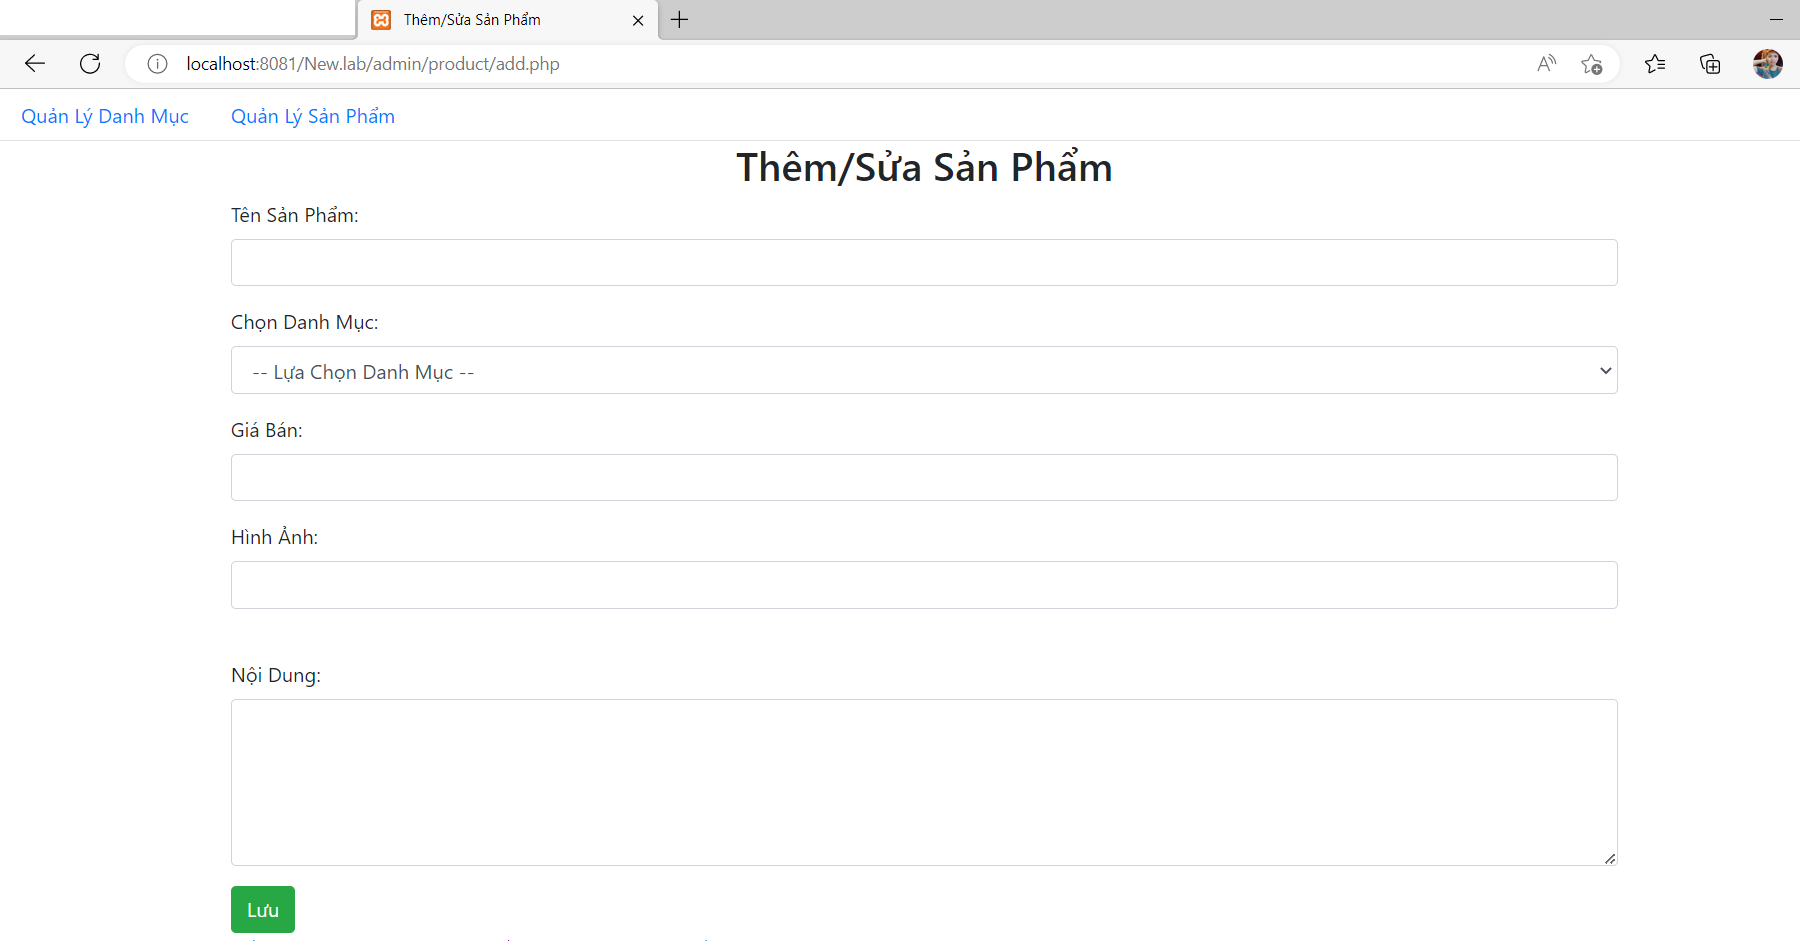 Thêm/Sửa Sản Phẩm
localhost:8081/New.lab/admin/product/add.php
Quản Lý Danh Mục Quản Lý Sản Phẩm
Thêm/Sửa Sản Phẩm
Tên Sản Phẩm:
Chọn Danh Mục:
-- Lựa Chọn Danh Mục --
Giá Bán:
Hình Ảnh:
Nội Dung:
Lưu